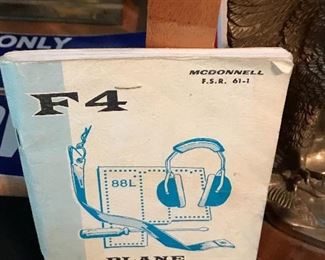 ONLY
MCDONNELL
F.S.R. 61-1
F4
88L
PLANE